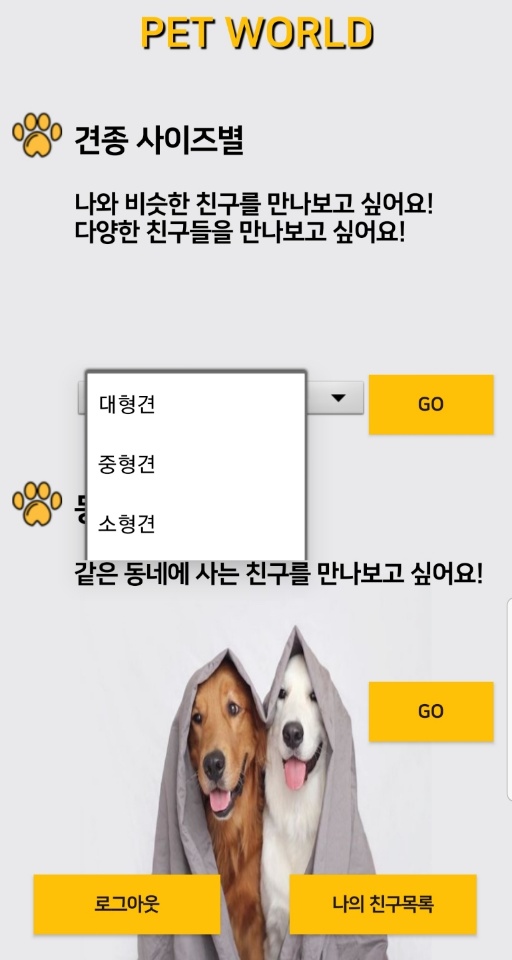 PET WORLD
견종 사이즈별
나와 비슷한 친구를 만나보고 싶어요!
다양한 친구들을 만나보고 싶어요!
대형견
GO
중형견
소형견
같은 동네에 사는 친구를 만나보고 싶어요!
GO
로그아웃
나의 친구목록